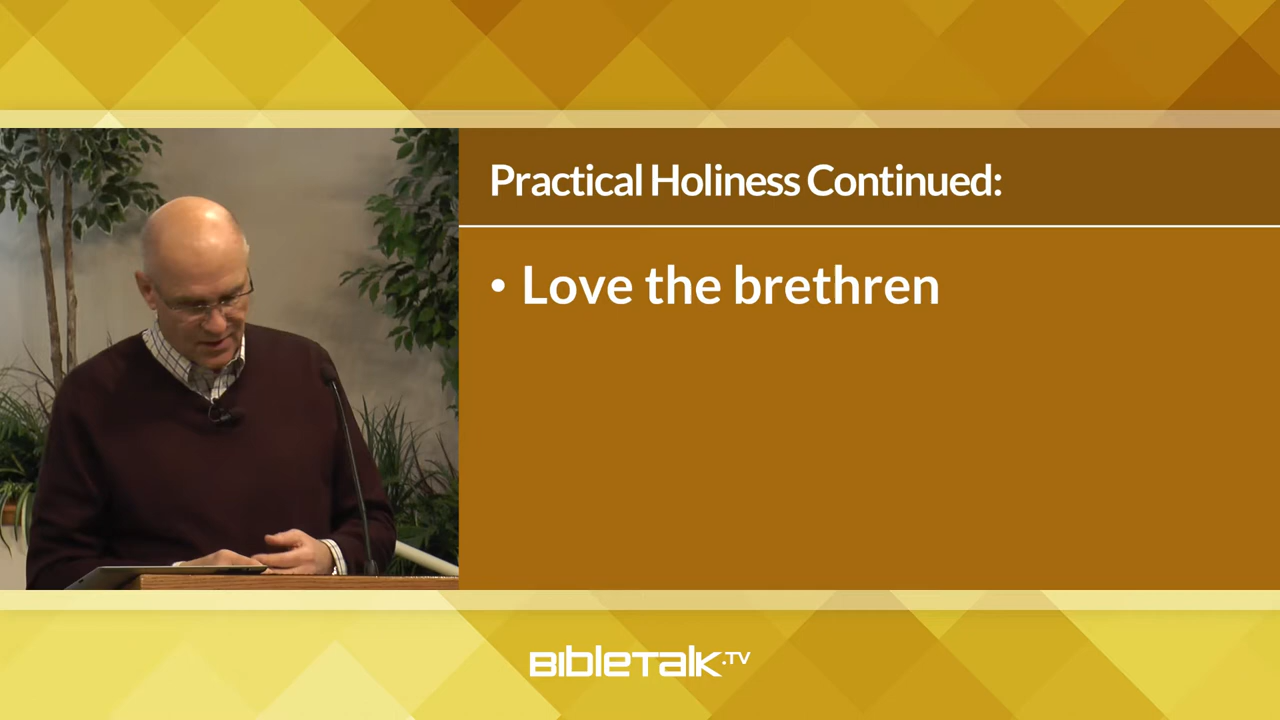 Practical Holiness Continued:
• Love the brethren
BibleTalk.TV